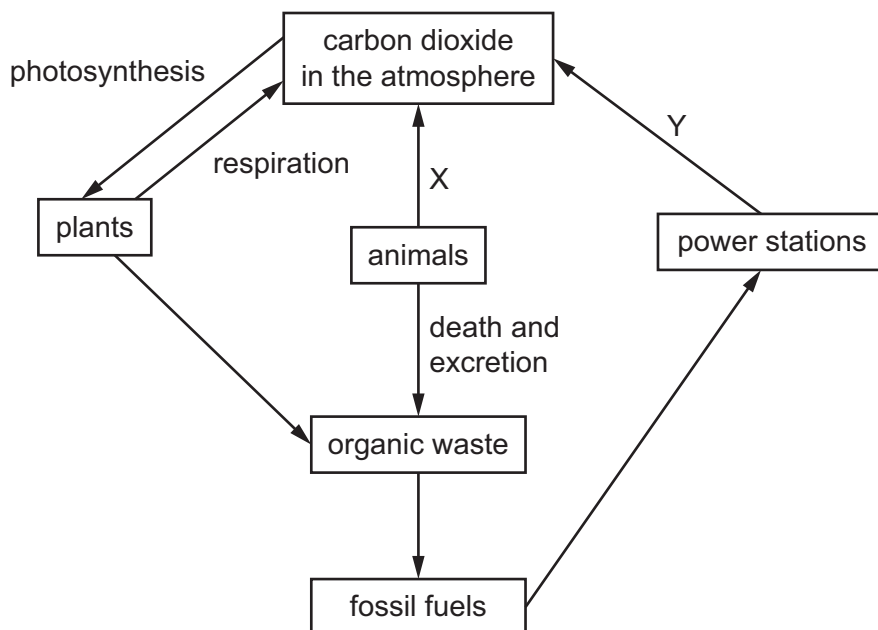 carbon dioxide
in the atmosphere
photosynthesis
respiration
X
Y
plants
animals
power stations
death and
excretion
organic waste
fossil fuels